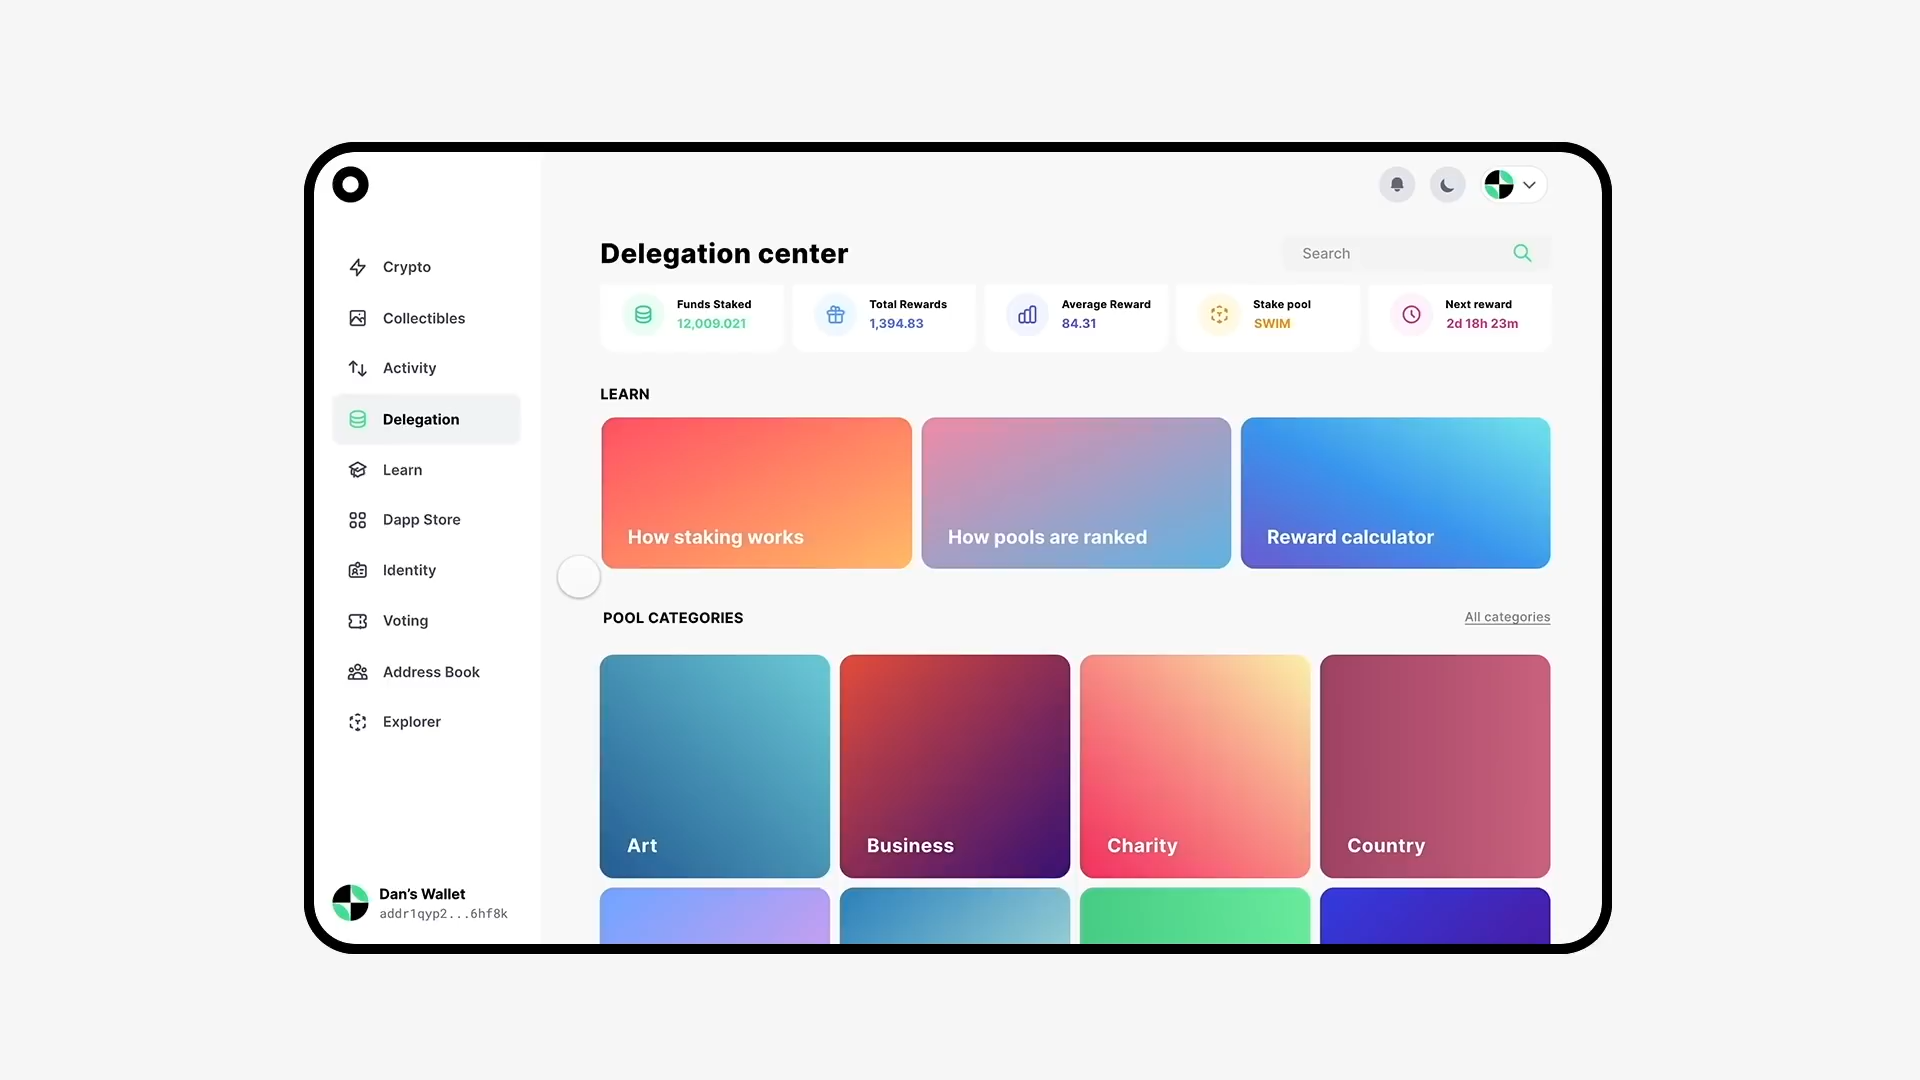 Crypto
Collectibles
Activity
Delegation
Learn
Dapp Store
Identity
Voting
Address Book
Explorer
Dan’s Wallet
addr1qyp2...6hf8k
Delegation center
Search
Funds Staked
12,009.021
Total Rewards
1,394.83
Average Reward
84.31
Stake pool
SWIM
Next reward
2d 18h 23m
LEARN
How staking works
How pools are ranked
Reward calculator
POOL CATEGORIES
All categories
Art
Business
Charity
Country